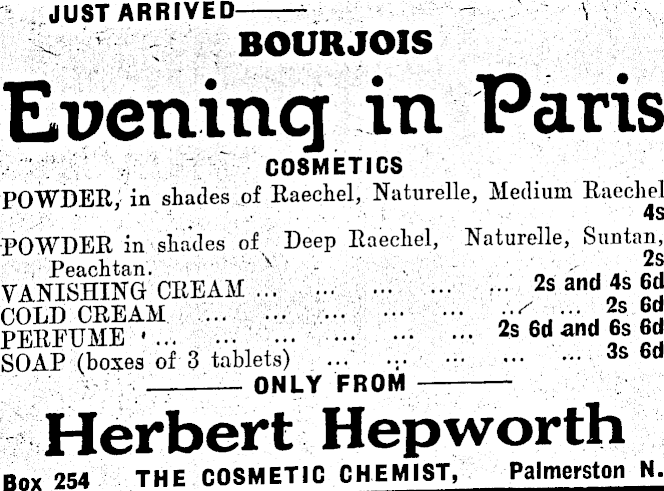 JUST ARRIVED
BOURJOIS
Evening in Paris
COSMETICS
POWDER, in shades of Raechel, Naturelle, Medium Raechel
4s
POWDER in shades of Deep Raechel, Naturelle, Suntan,
Peachtan. 2s
VANISHING CREAM ... ... ... ... ... 2s and 4s 6d
COLD CREAM ... ... ... ... ... ... ... 2s 6d
PERFUME ... ... ... ... ... 2s 6d and 6s 6d
SOAP (boxes of 3 tablets) ... ... ... ... ... 3s 6d
ONLY FROM
Herbert Hepworth
Box 254 THE COSMETIC CHEMIST, Palmerston N.